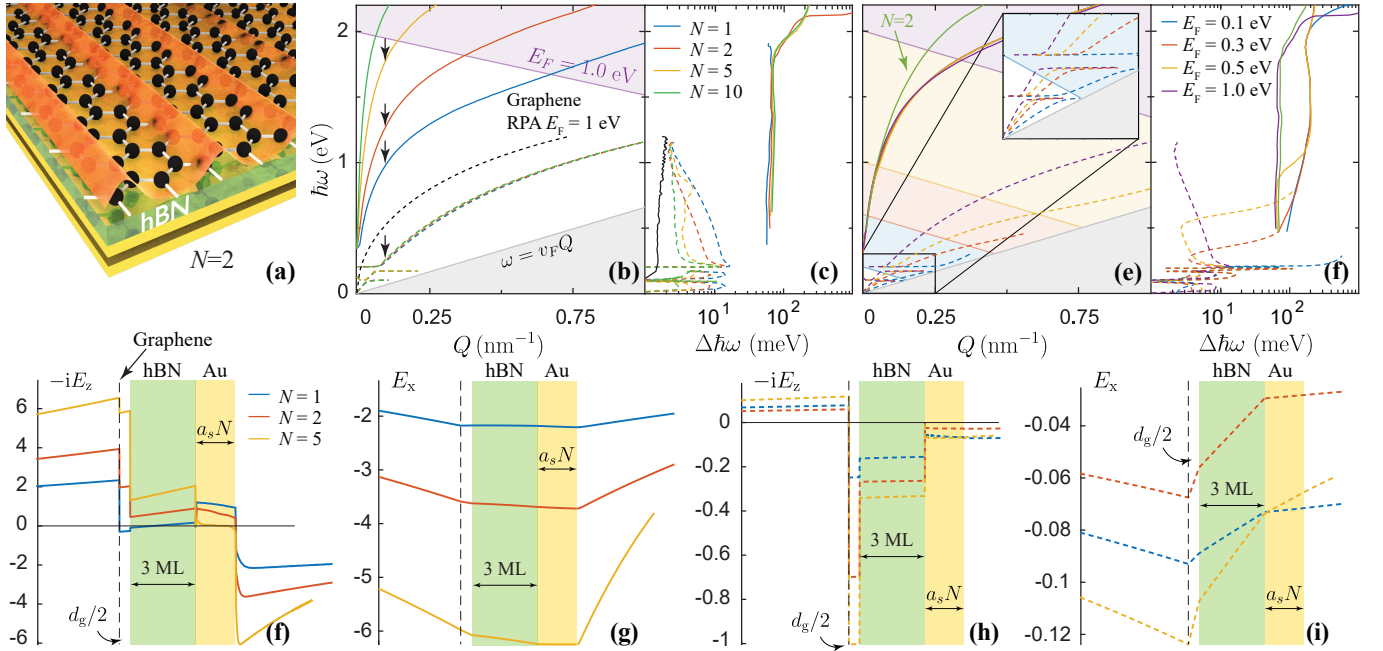 hBN
N=2
(a)
2
1
0
ħω (eV)
E_F = 1.0 eV
Graphene
RPA E_F = 1 eV
ω = v_F Q
(b)
0
0.25
0.75
Q (nm⁻¹)
N = 1
N = 2
N = 5
N = 10
(c)
10¹
10²
Δħω (meV)
N=2
(e)
0
0.25
0.75
Q (nm⁻¹)
E_F = 0.1 eV
E_F = 0.3 eV
E_F = 0.5 eV
E_F = 1.0 eV
(f)
10¹
10²
Δħω (meV)
Graphene
−iE_z
hBN
Au
N = 1
N = 2
N = 5
6
4
2
0
-2
-4
-6
a_sN
3 ML
d_g/2
(f)
E_x
hBN
Au
-2
-3
-4
-5
-6
a_sN
3 ML
(g)
−iE_z
hBN
Au
0
-0.2
-0.4
-0.6
-0.8
-1
3 ML
a_sN
d_g/2
(h)
E_x
hBN
Au
-0.04
-0.06
-0.08
-0.1
-0.12
d_g/2
3 ML
a_sN
(i)